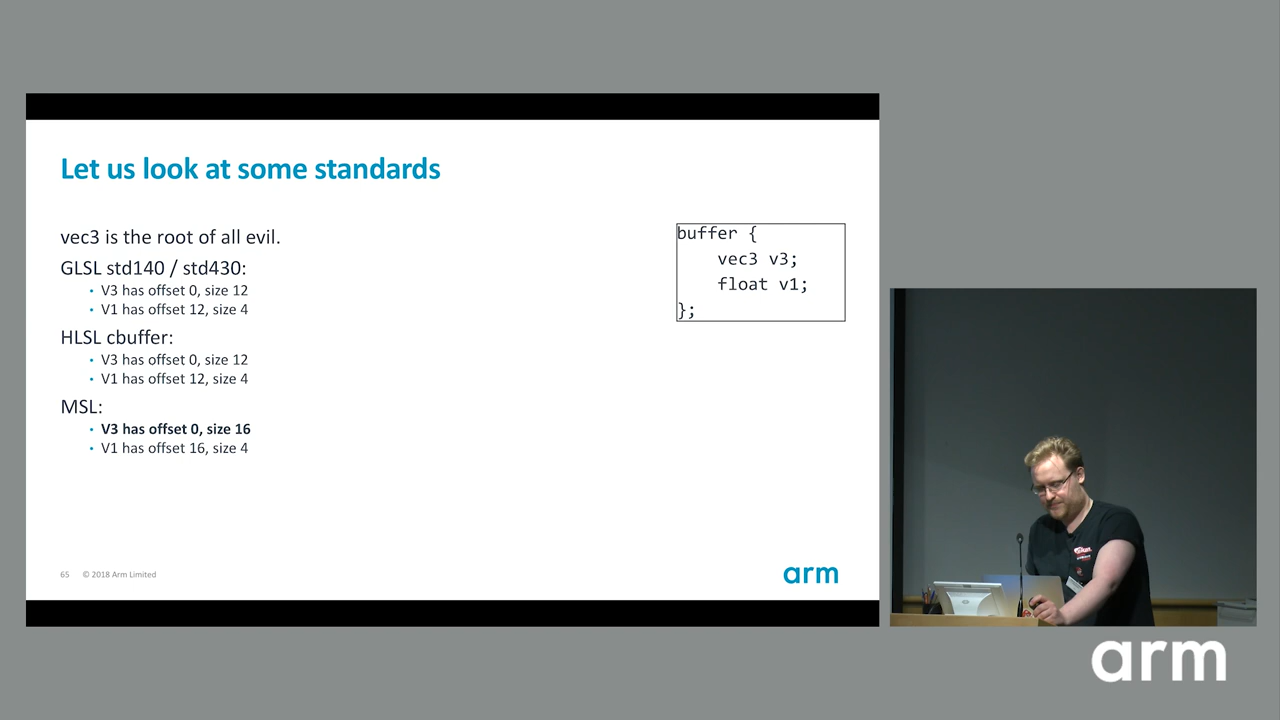 Let us look at some standards
vec3 is the root of all evil.
GLSL std140 / std430:
• V3 has offset 0, size 12
• V1 has offset 12, size 4
HLSL cbuffer:
• V3 has offset 0, size 12
• V1 has offset 12, size 4
MSL:
• V3 has offset 0, size 16
• V1 has offset 16, size 4
buffer {
vec3 v3;
float v1;
};
65 © 2018 Arm Limited
arm
arm